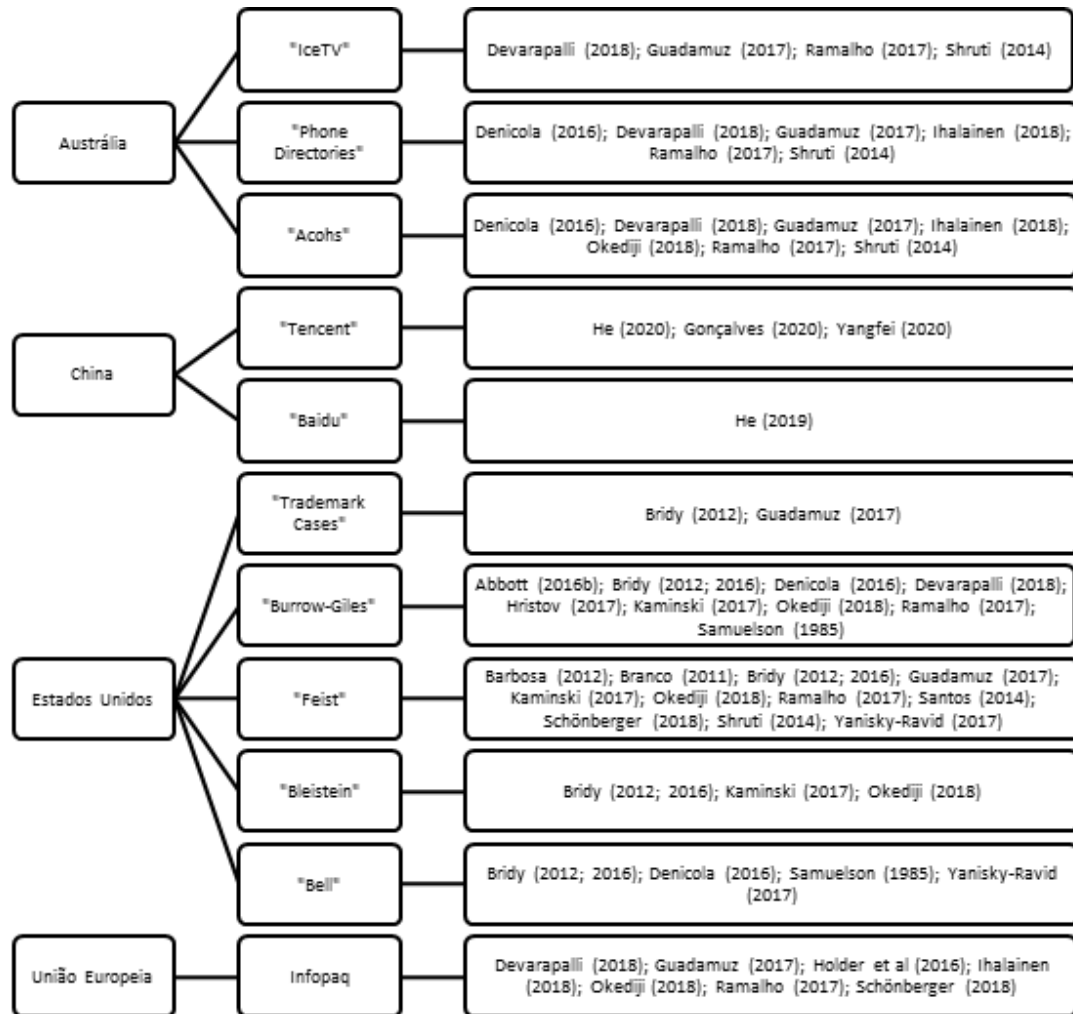 Austrália
"IceTV"
Devarapalli (2018); Guadamuz (2017); Ramalho (2017); Shruti (2014)
"Phone
Directories"
Denicola (2016); Devarapalli (2018); Guadamuz (2017); Ihalainen (2018);
Ramalho (2017); Shruti (2014)
"Acohs"
Denicola (2016); Devarapalli (2018); Guadamuz (2017); Ihalainen (2018);
Okediji (2018); Ramalho (2017); Shruti (2014)
China
"Tencent"
He (2020); Gonçalves (2020); Yangfei (2020)
"Baidu"
He (2019)
Estados Unidos
"Trademark
Cases"
Bridy (2012); Guadamuz (2017)
"Burrow-Giles"
Abbott (2016b); Bridy (2012; 2016); Denicola (2016); Devarapalli (2018);
Hristov (2017); Kaminski (2017); Okediji (2018); Ramalho (2017);
Samuelson (1985)
"Feist"
Barbosa (2012); Branco (2011); Bridy (2012; 2016); Guadamuz (2017);
Kaminski (2017); Okediji (2018); Ramalho (2017); Santos (2014);
Schönberger (2018); Shruti (2014); Yanisky-Ravid (2017)
"Bleistein"
Bridy (2012; 2016); Kaminski (2017); Okediji (2018)
"Bell"
Bridy (2012; 2016); Denicola (2016); Samuelson (1985); Yanisky-Ravid
(2017)
União Europeia
Infopaq
Devarapalli (2018); Guadamuz (2017); Holder et al (2016); Ihalainen
(2018); Okediji (2018); Ramalho (2017); Schönberger (2018)